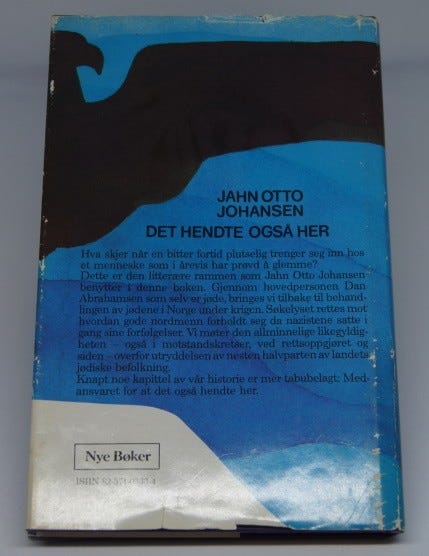 JAHN OTTO
JOHANSEN
DET HENDTE OGSÅ HER
Hva skjer når en bitter fortid plutselig trenger seg inn hos
et menneske som i årevis har prøvd å glemme?
Dette er den litterære rammen som Jahn Otto Johansen
benytter i denne boken. Gjennom hovedpersonen Dan
Abrahamsen som selv er jøde, bringes vi tilbake til behand-
lingen av jødene i Norge under krigen. Søkelyset rettes mot
hvordan gode nordmenn forholdt seg da nazistene satte i
gang sine forfølgelser. Vi møter den alminnelige likegyldig-
heten – også i motstandskretser, ved rettsoppgjøret og
siden – overfor utryddelsen av nesten halvparten av landets
jødiske befolkning.
Knapt noe kapittel av vår historie er mer tabubelagt: Med-
ansvaret for at det også hendte her.
Nye Bøker
ISBN 82-574-